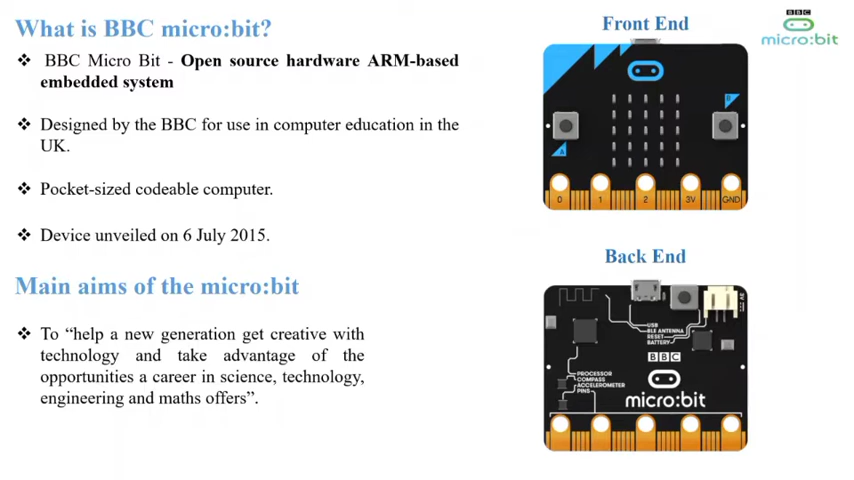 What is BBC micro:bit?
❖ BBC Micro Bit - Open source hardware ARM-based
embedded system
❖ Designed by the BBC for use in computer education in the
UK.
❖ Pocket-sized codeable computer.
❖ Device unveiled on 6 July 2015.
Main aims of the micro:bit
❖ To “help a new generation get creative with
technology and take advantage of the
opportunities a career in science, technology,
engineering and maths offers”.
Front End
BBC
micro:bit
B
A
0 1 2 3V GND
Back End
USB
BLE ANTENNA
RESET
BATTERY
BBC
PROCESSOR
COMPASS
ACCELEROMETER
PINS
micro:bit